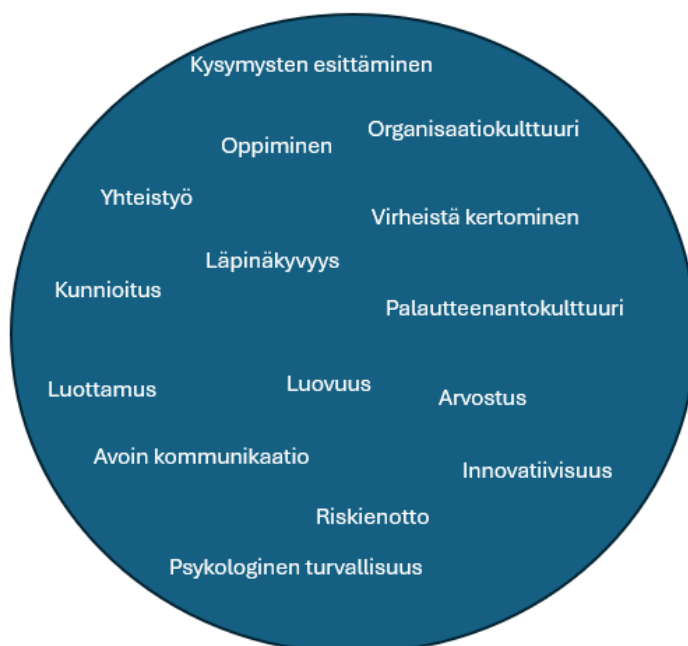 Kysymysten esittäminen
Organisaatiokulttuuri
Oppiminen
Yhteistyö
Virheistä kertominen
Läpinäkyvyys
Kunnioitus
Palautteenantokulttuuri
Luovuus
Luottamus
Arvostus
Avoin kommunikaatio
Innovatiivisuus
Riskienotto
Psykologinen turvallisuus